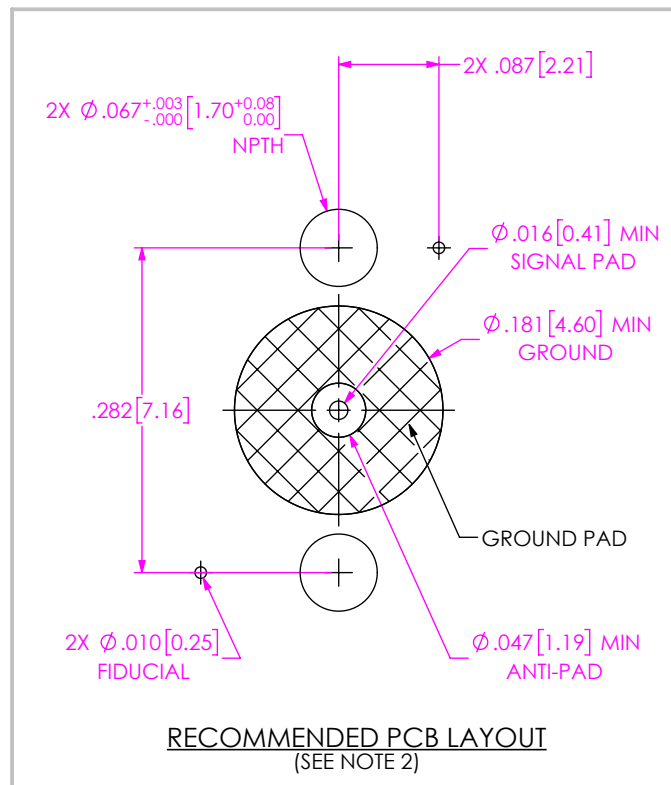 2X .087[2.21]
2X Ø.067+.003 -.000[1.70+0.08 0.00]
NPTH
Ø.016[0.41] MIN
SIGNAL PAD
Ø.181[4.60] MIN
GROUND
.282[7.16]
GROUND PAD
2X Ø.010[0.25]
FIDUCIAL
Ø.047[1.19] MIN
ANTI-PAD
RECOMMENDED PCB LAYOUT
(SEE NOTE 2)